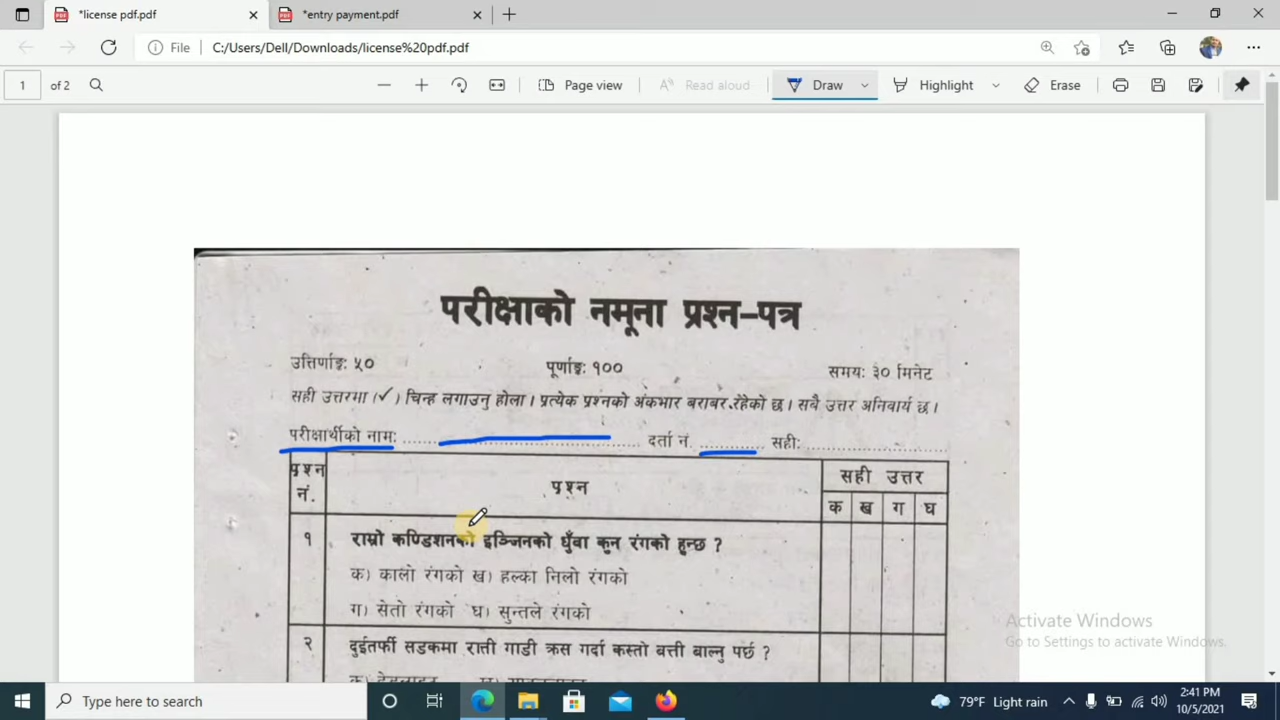 *license pdf.pdf
*entry payment.pdf
File
C:/Users/Dell/Downloads/license%20pdf.pdf
1 of 2
Page view
Read aloud
Draw
Highlight
Erase
परीक्षाको नमूना प्रश्न-पत्र
उत्तिर्णाङ्क: ५०
पूर्णाङ्क: १००
समय: ३० मिनेट
सही उत्तरमा (✓) चिन्ह लगाउनु होला । प्रत्येक प्रश्नको अंकभार बराबर रहेको छ । सबै उत्तर अनिवार्य छ ।
परीक्षार्थीको नाम: दर्ता नं. सही:
प्रश्न नं.
प्रश्न
सही उत्तर
क ख ग घ
१ राम्रो कण्डिशनको इञ्जिनको धुँवा कुन रंगको हुन्छ ?
क) कालो रंगको ख) हल्का निलो रंगको
ग) सेतो रंगको घ) सुन्तले रंगको
२ दुईतर्फी सडकमा राती गाडी क्रस गर्दा कस्तो बत्ती बाल्नु पर्छ ?
Activate Windows
Go to Settings to activate Windows.
Type here to search
79°F Light rain
2:41 PM
10/5/2021